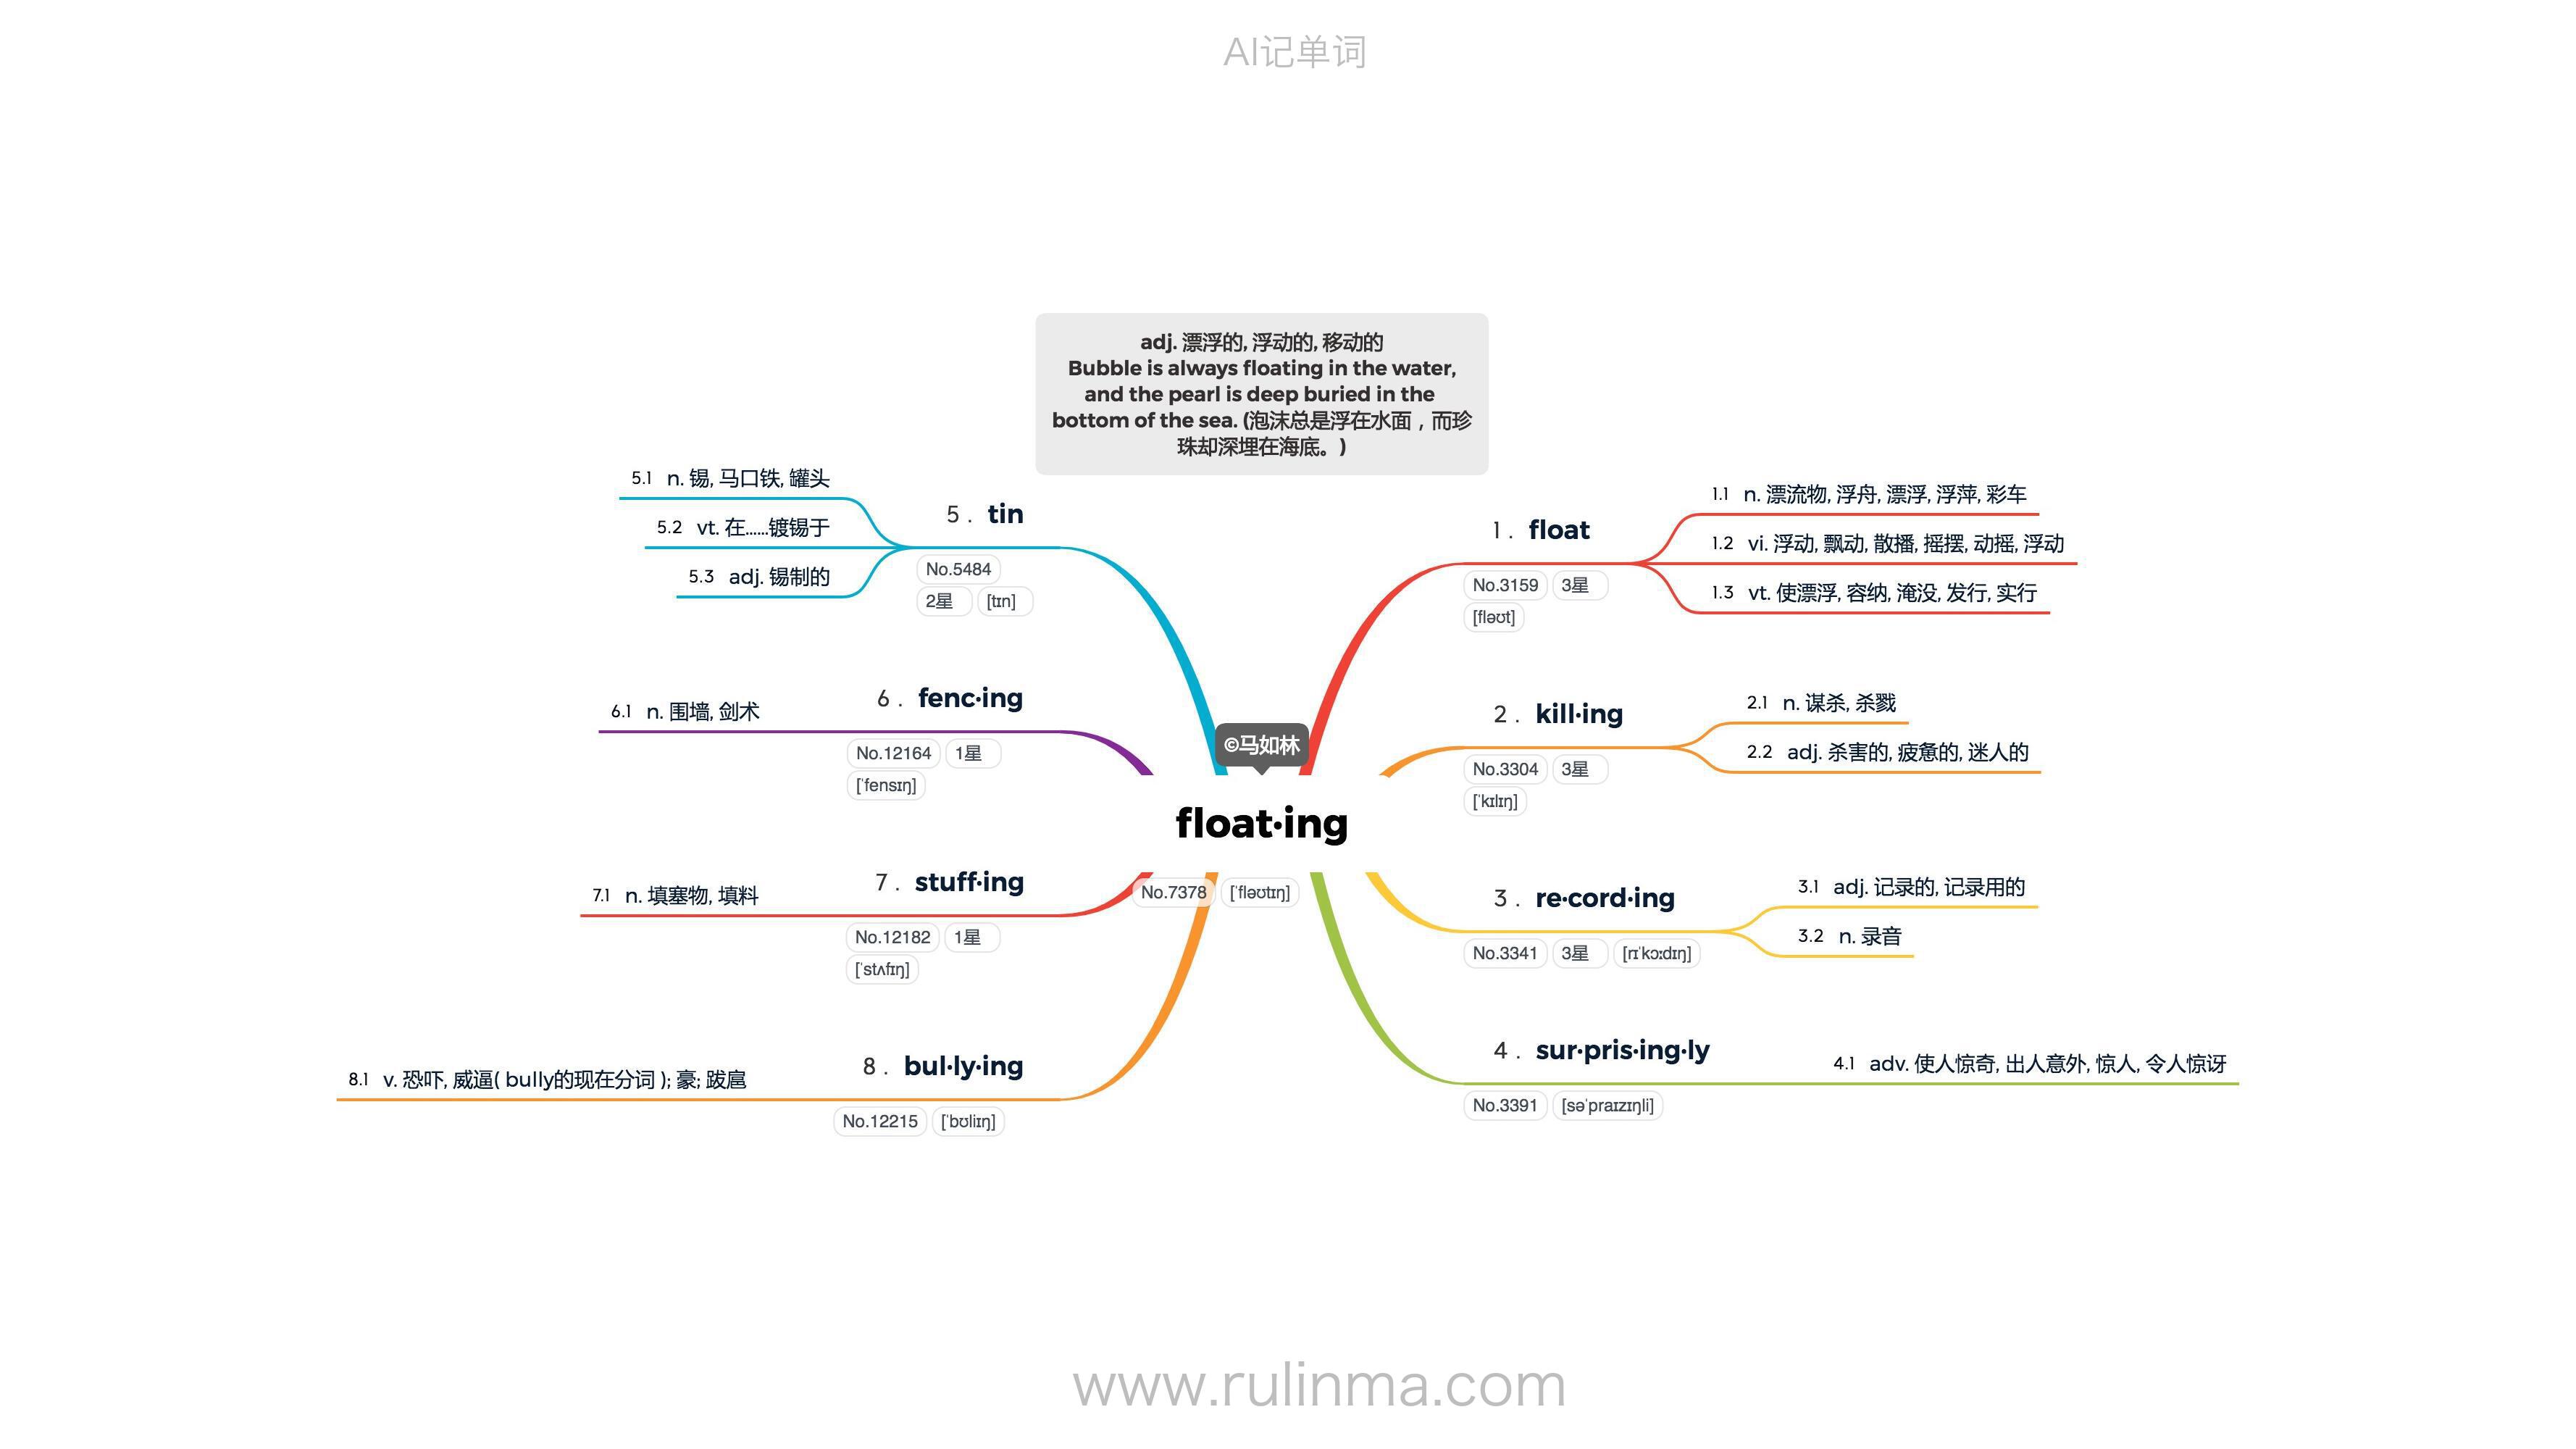 AI记单词
adj. 漂浮的, 浮动的, 移动的
Bubble is always floating in the water,
and the pearl is deep buried in the
bottom of the sea. (泡沫总是浮在水面，而珍
珠却深埋在海底。)
©马如林
float·ing
No.7378 [ˈfləʊtɪŋ]
1 . float
No.3159 3星
[fləʊt]
1.1 n. 漂流物, 浮舟, 漂浮, 浮萍, 彩车
1.2 vi. 浮动, 飘动, 散播, 摇摆, 动摇, 浮动
1.3 vt. 使漂浮, 容纳, 淹没, 发行, 实行
2 . kill·ing
No.3304 3星
[ˈkɪlɪŋ]
2.1 n. 谋杀, 杀戮
2.2 adj. 杀害的, 疲惫的, 迷人的
3 . re·cord·ing
No.3341 3星 [rɪˈkɔːdɪŋ]
3.1 adj. 记录的, 记录用的
3.2 n. 录音
4 . sur·pris·ing·ly
No.3391 [səˈpraɪzɪŋli]
4.1 adv. 使人惊奇, 出人意外, 惊人, 令人惊讶
5 . tin
No.5484
2星 [tɪn]
5.1 n. 锡, 马口铁, 罐头
5.2 vt. 在……镀锡于
5.3 adj. 锡制的
6 . fenc·ing
No.12164 1星
[ˈfensɪŋ]
6.1 n. 围墙, 剑术
7 . stuff·ing
No.12182 1星
[ˈstʌfɪŋ]
7.1 n. 填塞物, 填料
8 . bul·ly·ing
No.12215 [ˈbʊliɪŋ]
8.1 v. 恐吓, 威逼( bully的现在分词 ); 豪; 跋扈
www.rulinma.com